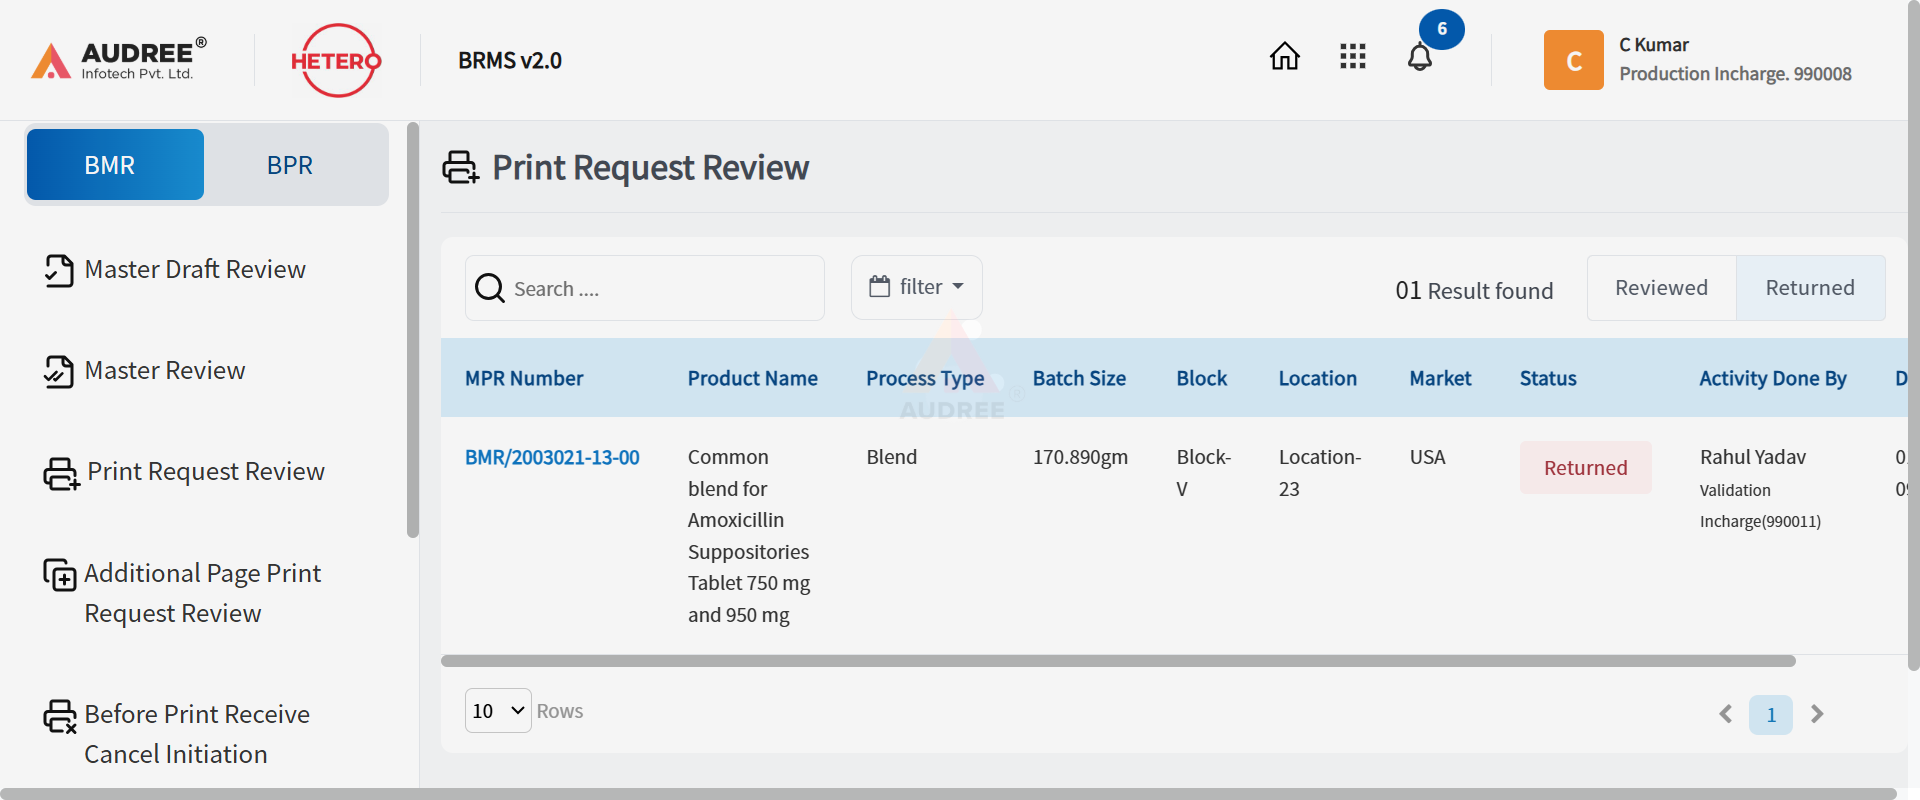 AUDREE®
Infotech Pvt. Ltd.
HETERO
BRMS v2.0
6
C
C Kumar
Production Incharge. 990008
BMR
BPR
Master Draft Review
Master Review
Print Request Review
Additional Page Print
Request Review
Before Print Receive
Cancel Initiation
Print Request Review
Search ....
filter
01 Result found
Reviewed
Returned
MPR Number Product Name Process Type Batch Size Block Location Market Status Activity Done By D
AUDREE®
BMR/2003021-13-00 Common Blend 170.890gm Block- Location- USA Returned Rahul Yadav
blend for V 23 Validation
Amoxicillin Incharge(990011)
Suppositories
Tablet 750 mg
and 950 mg
10 Rows
1